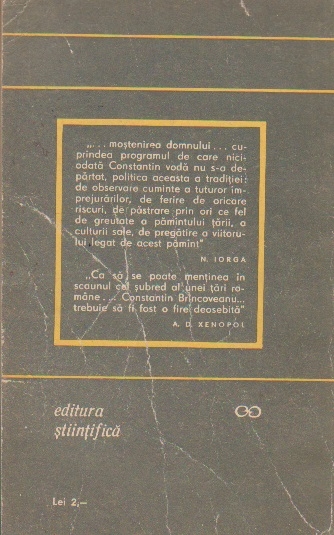 „... moștenirea domnului ... cu-
prindea programul de care nici-
odată Constantin vodă nu s-a de-
părtat, politica aceasta a tradiției:
de observare cuminte a tuturor îm-
prejurărilor, de ferire de oricare
riscuri, de păstrare prin ori ce fel
de greutate a pămîntului țării, a
culturii sale, de pregătire a viitoru-
lui legat de acest pămînt”
N. IORGA
„Ca să se poate menținea în
scaunul cel șubred al unei țări ro-
mâne ... Constantin Brîncoveanu...
trebuie să fi fost o fire deosebită”
A. D. XENOPOL
editura
științifică
Lei 2,—